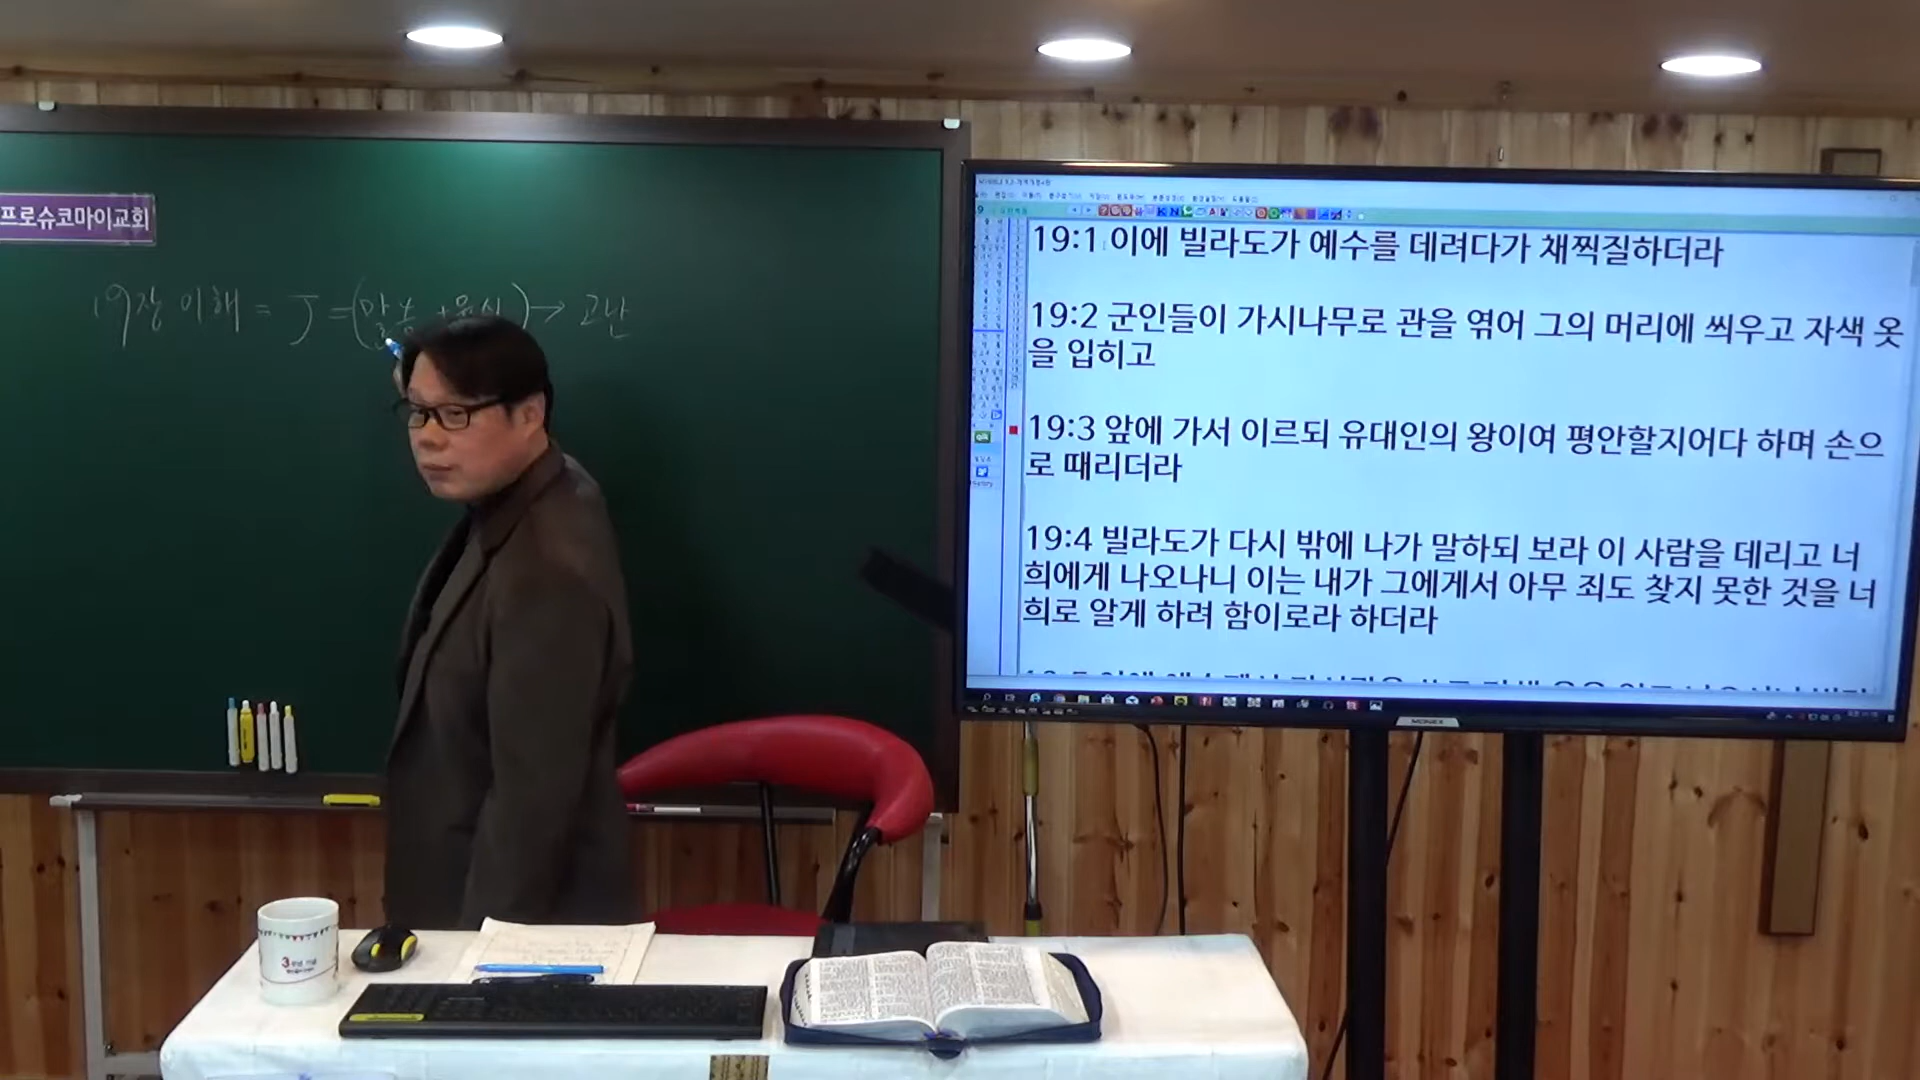 프로슈코마이교회
19장 이해 = J = ( + ) → 고난
19:1 이에 빌라도가 예수를 데려다가 채찍질하더라
19:2 군인들이 가시나무로 관을 엮어 그의 머리에 씌우고 자색 옷
을 입히고
19:3 앞에 가서 이르되 유대인의 왕이여 평안할지어다 하며 손으
로 때리더라
19:4 빌라도가 다시 밖에 나가 말하되 보라 이 사람을 데리고 너
희에게 나오나니 이는 내가 그에게서 아무 죄도 찾지 못한 것을 너
희로 알게 하려 함이로라 하더라